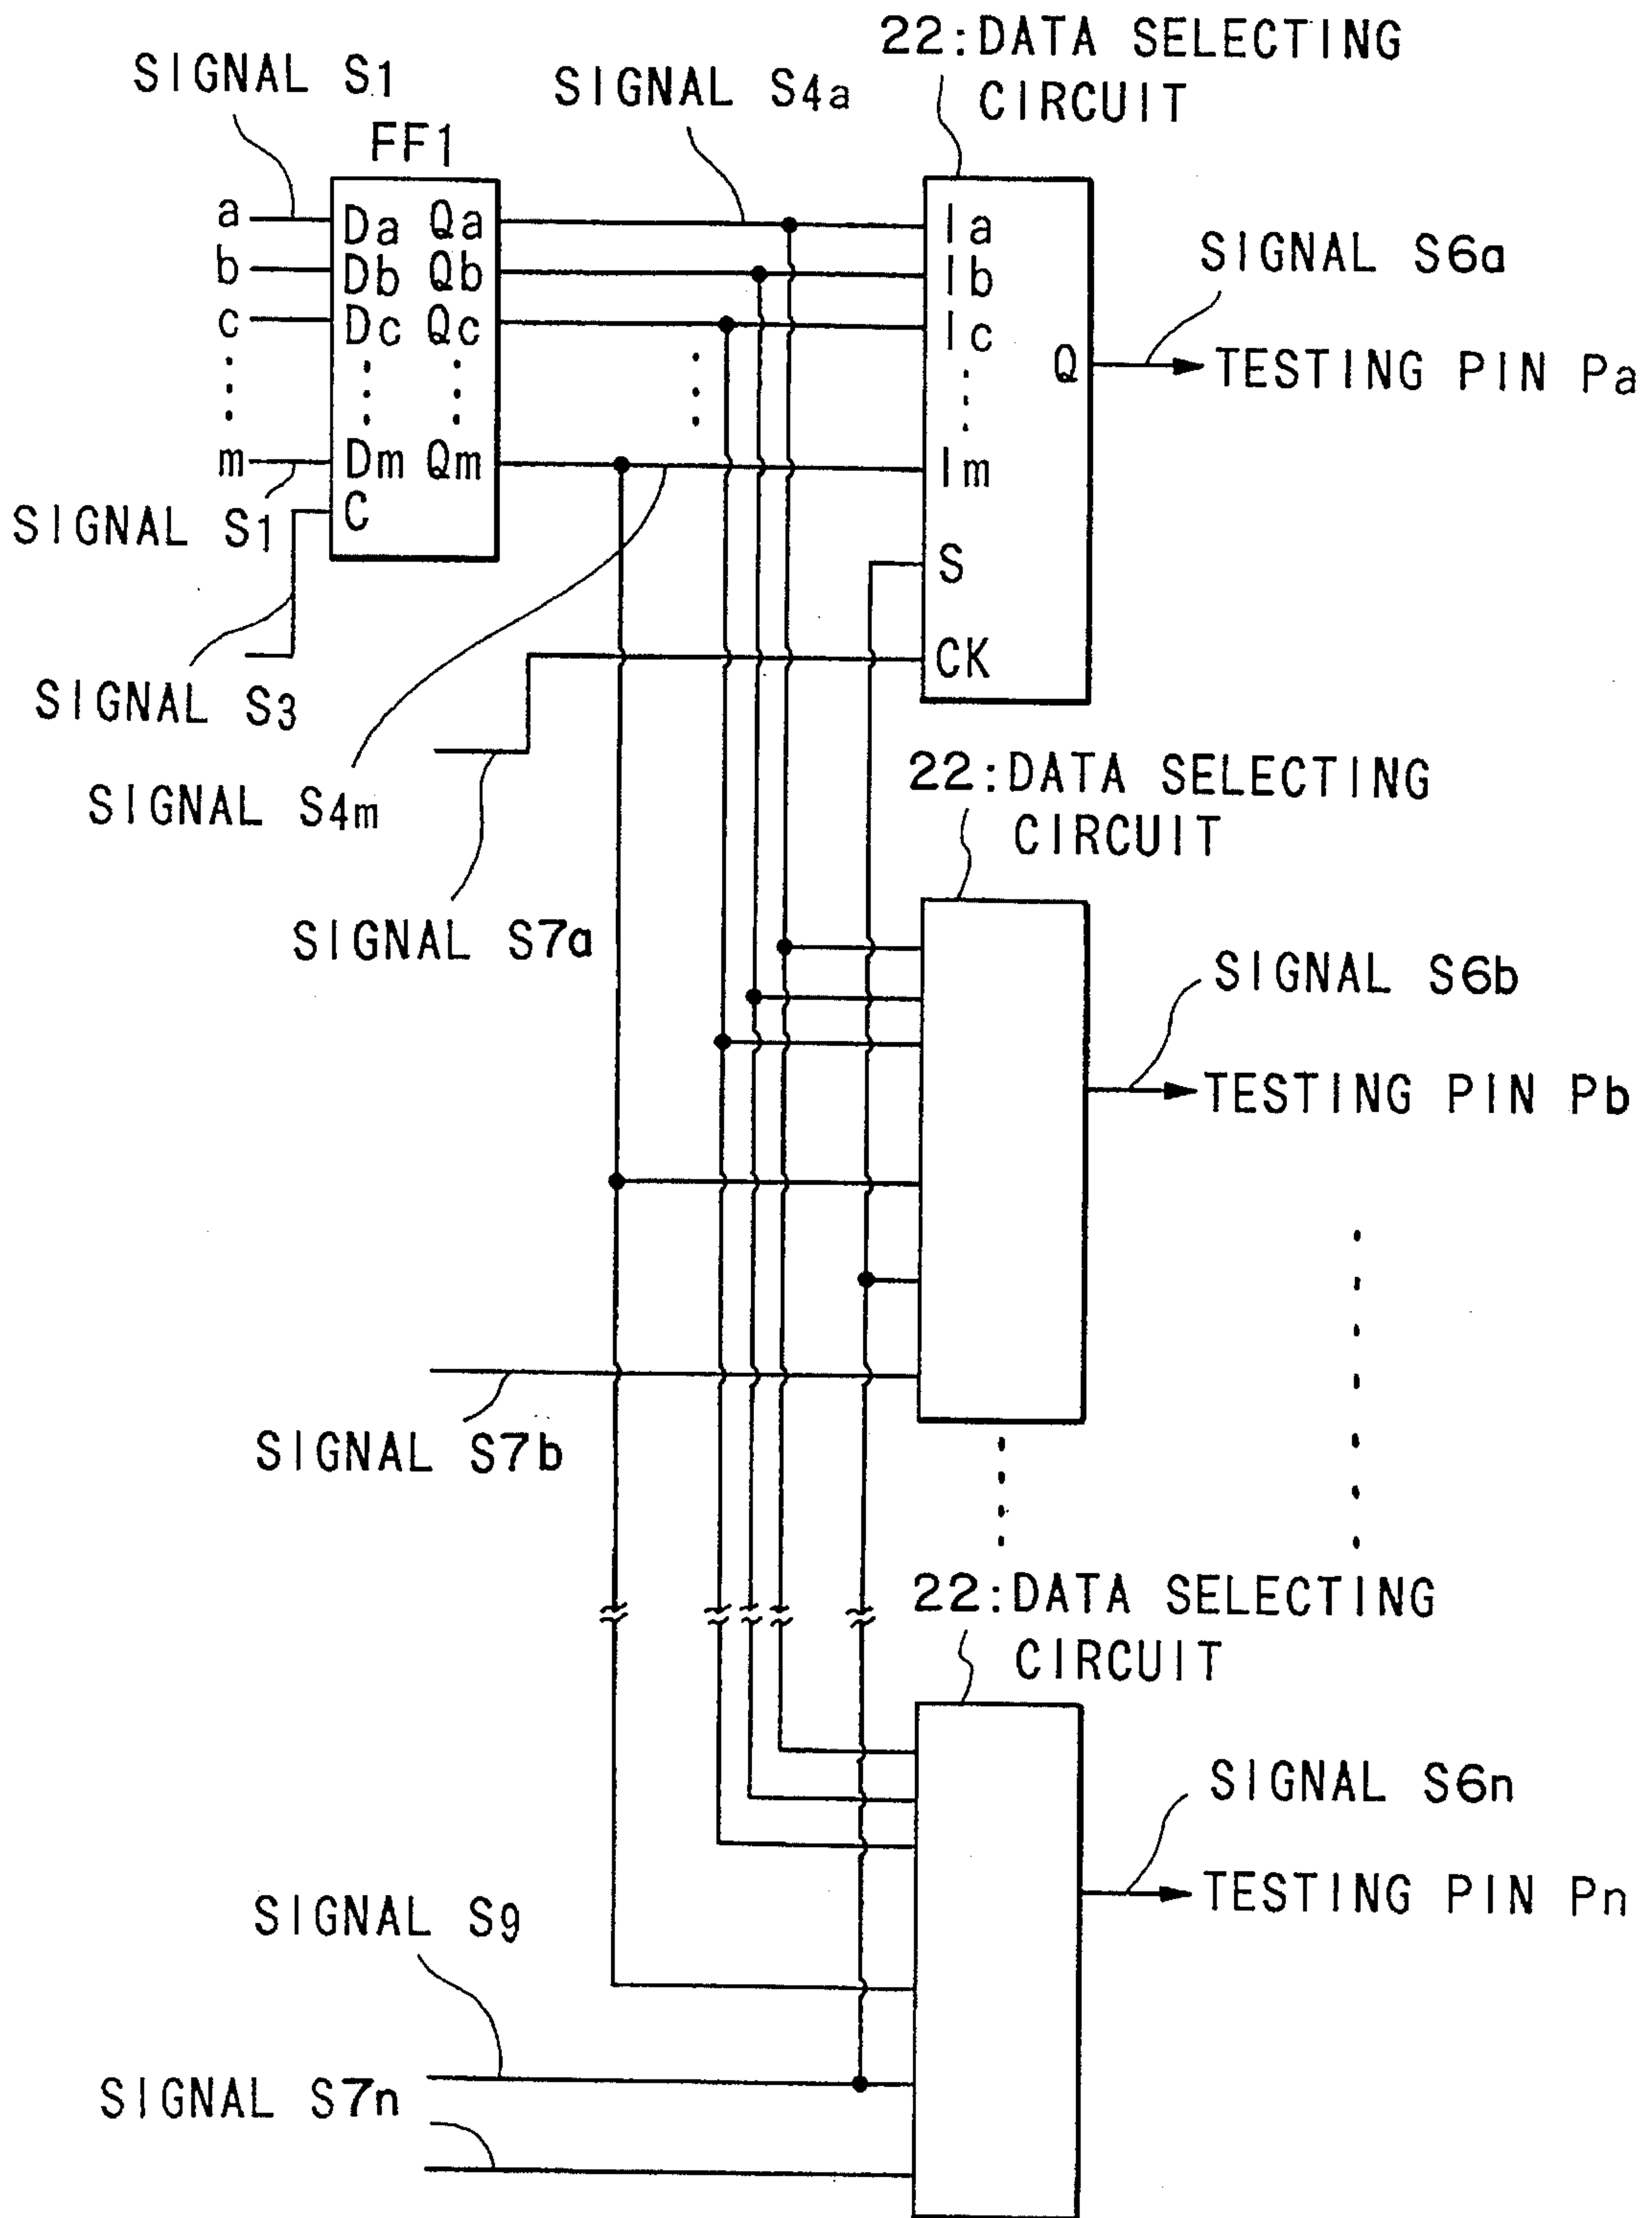 22:DATA SELECTING
CIRCUIT
SIGNAL S1
SIGNAL S4a
FF1
a
b
c
m
Da Qa
Db Qb
Dc Qc
Dm Qm
C
Ia
Ib
Ic
Im
Q
S
CK
SIGNAL S6a
TESTING PIN Pa
SIGNAL S1
SIGNAL S3
SIGNAL S4m
SIGNAL S7a
22:DATA SELECTING
CIRCUIT
SIGNAL S6b
TESTING PIN Pb
SIGNAL S7b
22:DATA SELECTING
CIRCUIT
SIGNAL S6n
TESTING PIN Pn
SIGNAL S9
SIGNAL S7n